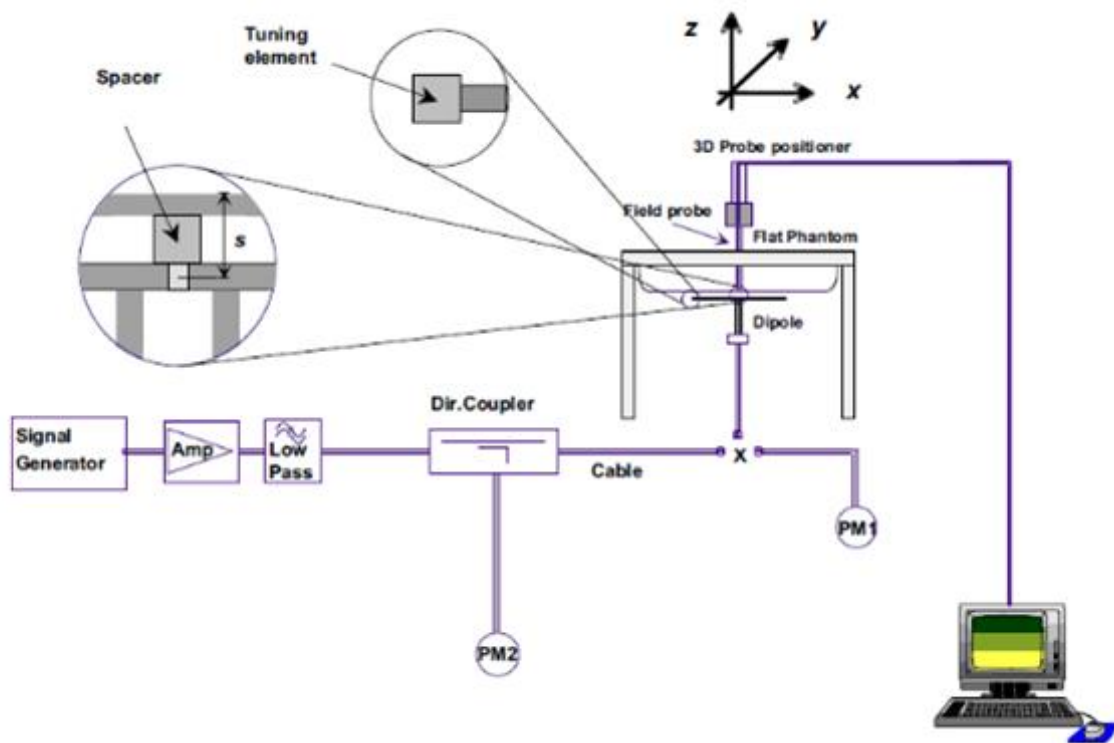 Tuning
element
Spacer
z
y
x
3D Probe positioner
Field probe
Flat Phantom
s
Dipole
Dir.Coupler
Signal
Generator
Amp
Low
Pass
Cable
X
PM1
PM2